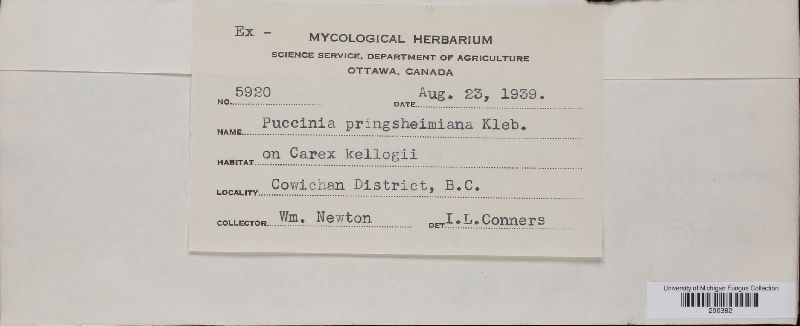 Ex -
MYCOLOGICAL HERBARIUM
SCIENCE SERVICE, DEPARTMENT OF AGRICULTURE
OTTAWA, CANADA
NO. 5920 DATE Aug. 23, 1939.
NAME Puccinia pringsheimiana Kleb.
HABITAT on Carex kellogii
LOCALITY Cowichan District, B.C.
COLLECTOR Wm. Newton DET. I.L.Conners
University of Michigan Fungus Collection
290382